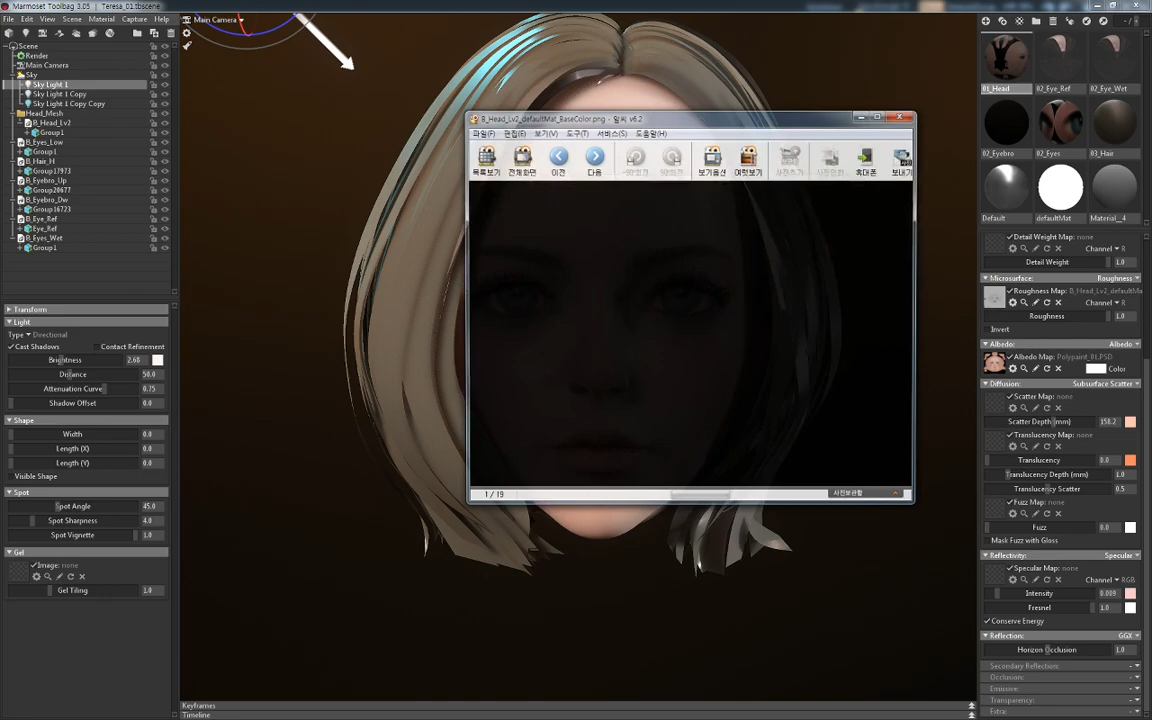 Marmoset Toolbag 3.05 | Teresa_01.tbscene
File Edit View Scene Material Capture Help
Main Camera
Scene
Render
Main Camera
Sky
Sky Light 1
Sky Light 1 Copy
Sky Light 1 Copy Copy
Head_Mesh
B_Head_Lv2
Group1
B_Eyes_Low
Group1
B_Hair_H
Group17973
B_Eyebro_Up
Group20677
B_Eyebro_Dw
Group16723
B_Eye_Ref
Eye_Ref
B_Eyes_Wet
Group1
Transform
Light
Type Directional
Cast Shadows Contact Refinement
Brightness 2.68
Distance 50.0
Attenuation Curve 0.75
Shadow Offset 0.0
Shape
Width 0.0
Length (X) 0.0
Length (Y) 0.0
Visible Shape
Spot
Spot Angle 45.0
Spot Sharpness 4.0
Spot Vignette 1.0
Gel
Image: none
Gel Tiling 1.0
B_Head_Lv2_defaultMat_BaseColor.png - 알씨 v6.2
파일(F) 편집(E) 보기(V) 도구(T) 서비스(S) 도움말(H)
목록보기 전체화면 이전 다음 -90°회전 90°회전 보기옵션 여럿보기 휴대폰 보내기
1 / 19 사진보관함
Keyframes
Timeline
01_Head 02_Eye_Ref 02_Eye_Wet
02_Eyebro 02_Eyes 03_Hair
Default defaultMat Material__4
Detail Weight Map: none
Channel R
Detail Weight 1.0
Microsurface: Roughness
Roughness Map: B_Head_Lv2_defaultMa
Channel R
Roughness 1.0
Invert
Albedo: Albedo
Albedo Map: Polypaint_01.PSD
Color
Diffusion: Subsurface Scatter
Scatter Map: none
Scatter Depth (mm) 158.2
Translucency Map: none
Translucency 0.0
Translucency Depth (mm) 1.0
Translucency Scatter 0.5
Fuzz Map: none
Fuzz 0.0
Mask Fuzz with Gloss
Reflectivity: Specular
Specular Map: none
Channel RGB
Intensity 0.009
Fresnel 1.0
Conserve Energy
Reflection: GGX
Horizon Occlusion 1.0
Secondary Reflection:
Occlusion:
Emissive:
Transparency:
Extra: